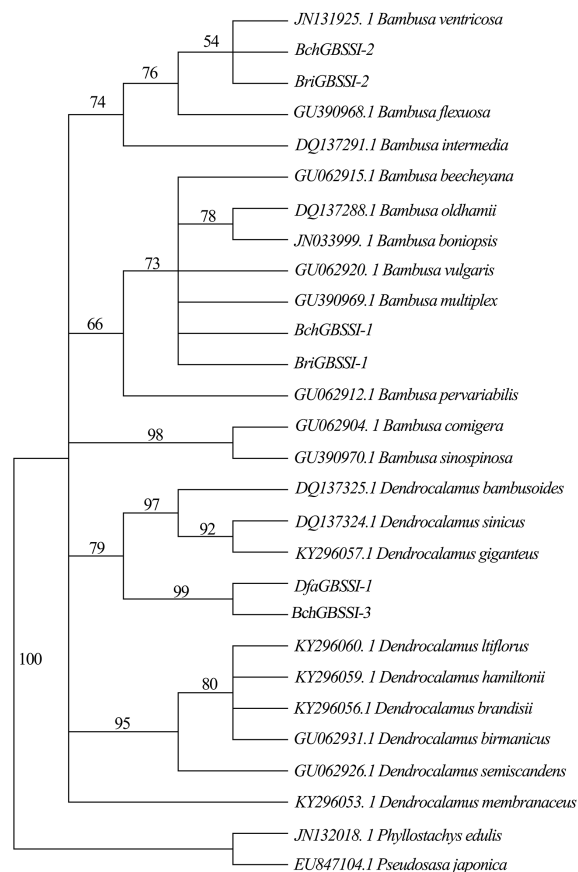 JN131925. 1 Bambusa ventricosa
54
BchGBSSI-2
76
BriGBSSI-2
74
GU390968.1 Bambusa flexuosa
DQ137291.1 Bambusa intermedia
GU062915.1 Bambusa beecheyana
78
DQ137288.1 Bambusa oldhamii
JN033999. 1 Bambusa boniopsis
73
GU062920. 1 Bambusa vulgaris
GU390969.1 Bambusa multiplex
66
BchGBSSI-1
BriGBSSI-1
GU062912.1 Bambusa pervariabilis
98
GU062904. 1 Bambusa comigera
GU390970.1 Bambusa sinospinosa
97
DQ137325.1 Dendrocalamus bambusoides
92
DQ137324.1 Dendrocalamus sinicus
79
KY296057.1 Dendrocalamus giganteus
99
DfaGBSSI-1
BchGBSSI-3
100
KY296060. 1 Dendrocalamus ltiflorus
80
KY296059. 1 Dendrocalamus hamiltonii
95
KY296056.1 Dendrocalamus brandisii
GU062931.1 Dendrocalamus birmanicus
GU062926.1 Dendrocalamus semiscandens
KY296053. 1 Dendrocalamus membranaceus
JN132018. 1 Phyllostachys edulis
EU847104.1 Pseudosasa japonica